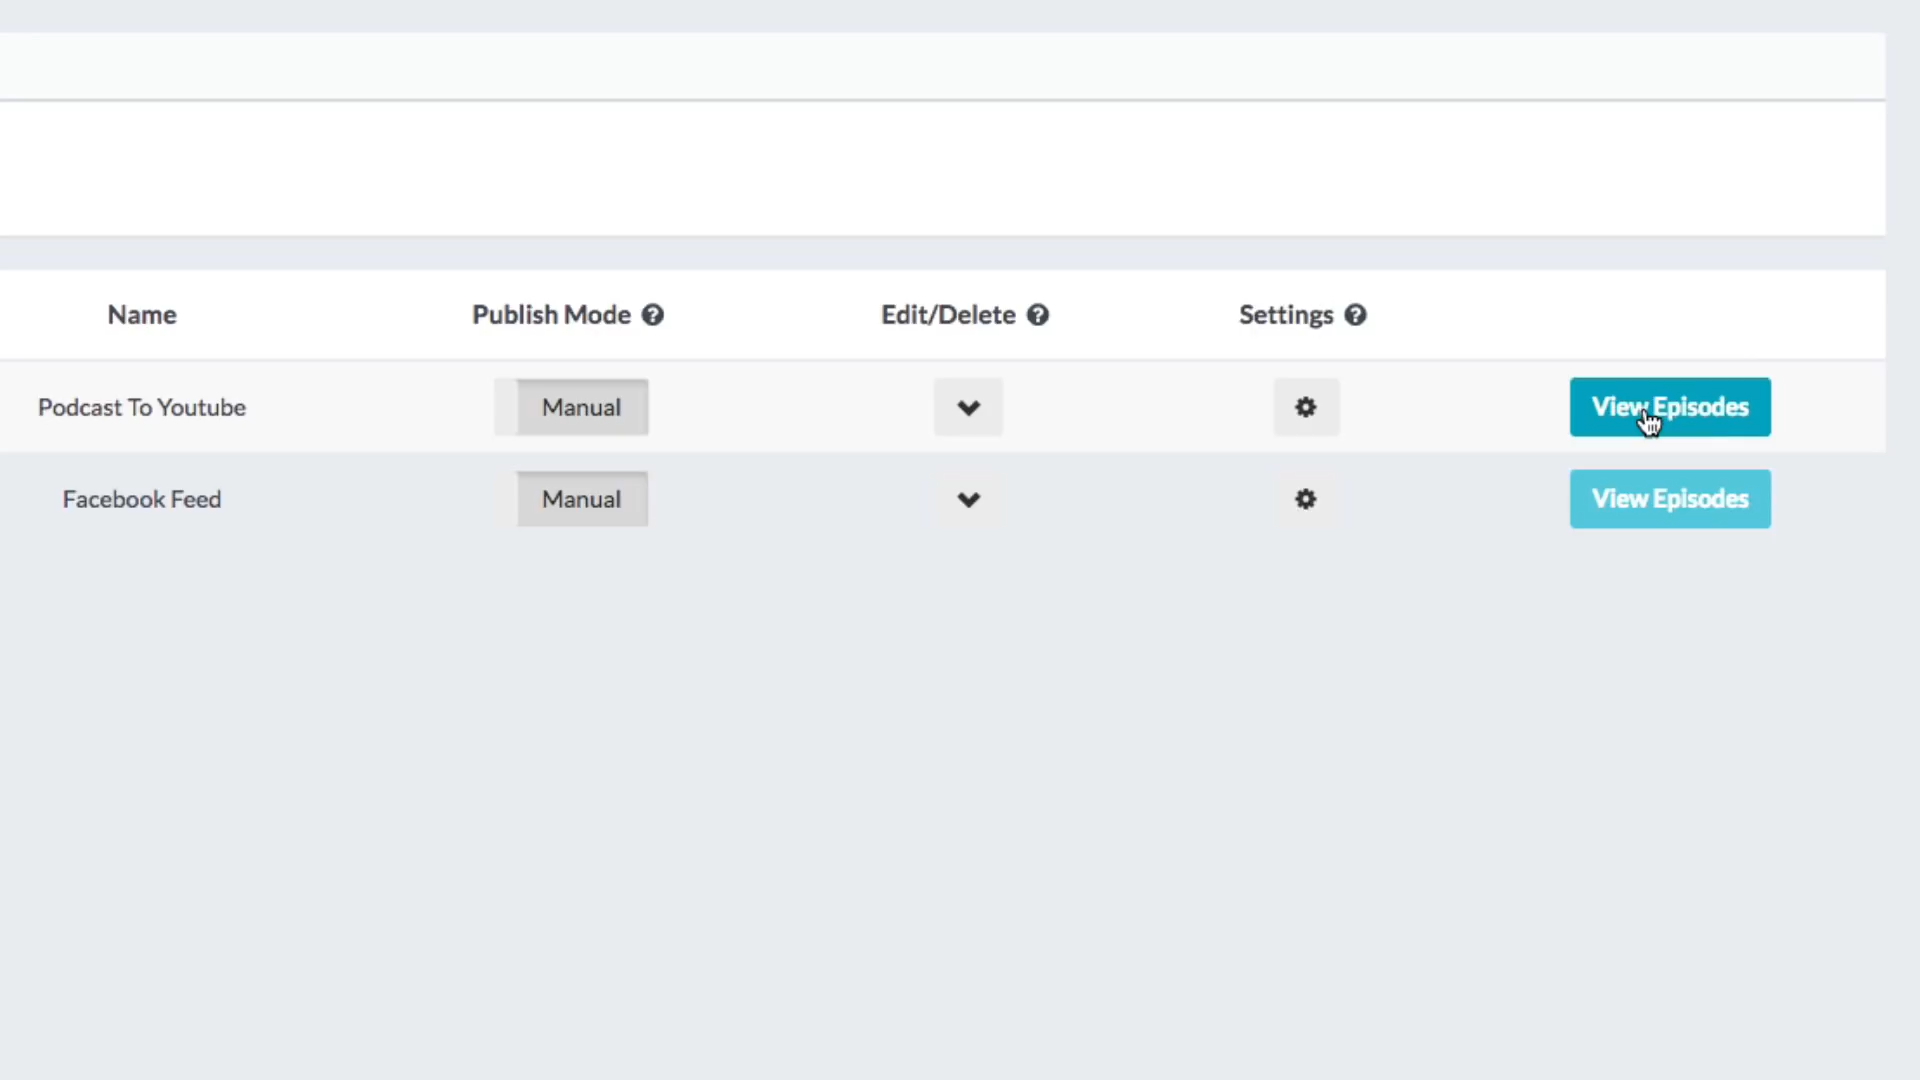 Name Publish Mode Edit/Delete Settings
Podcast To Youtube Manual View Episodes
Facebook Feed Manual View Episodes